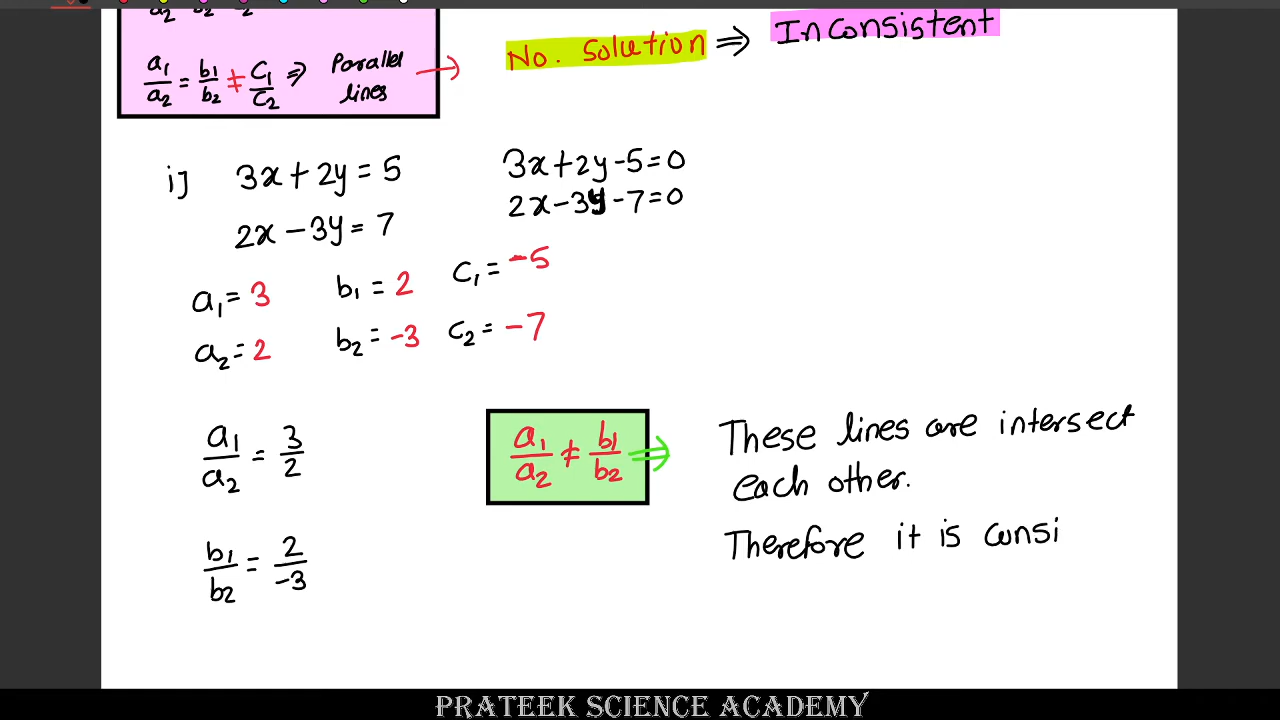 a2 b2 c2
a1/a2 = b1/b2 ≠ c1/c2 ⇒ Parallel lines → No. Solution ⇒ Inconsistent
i] 3x + 2y = 5 3x + 2y - 5 = 0
2x - 3y = 7 2x - 3y - 7 = 0
a1 = 3 b1 = 2 c1 = -5
a2 = 2 b2 = -3 c2 = -7
a1/a2 = 3/2 a1/a2 ≠ b1/b2 ⇒ These lines are intersect
each other.
b1/b2 = 2/-3 Therefore it is consi
PRATEEK SCIENCE ACADEMY